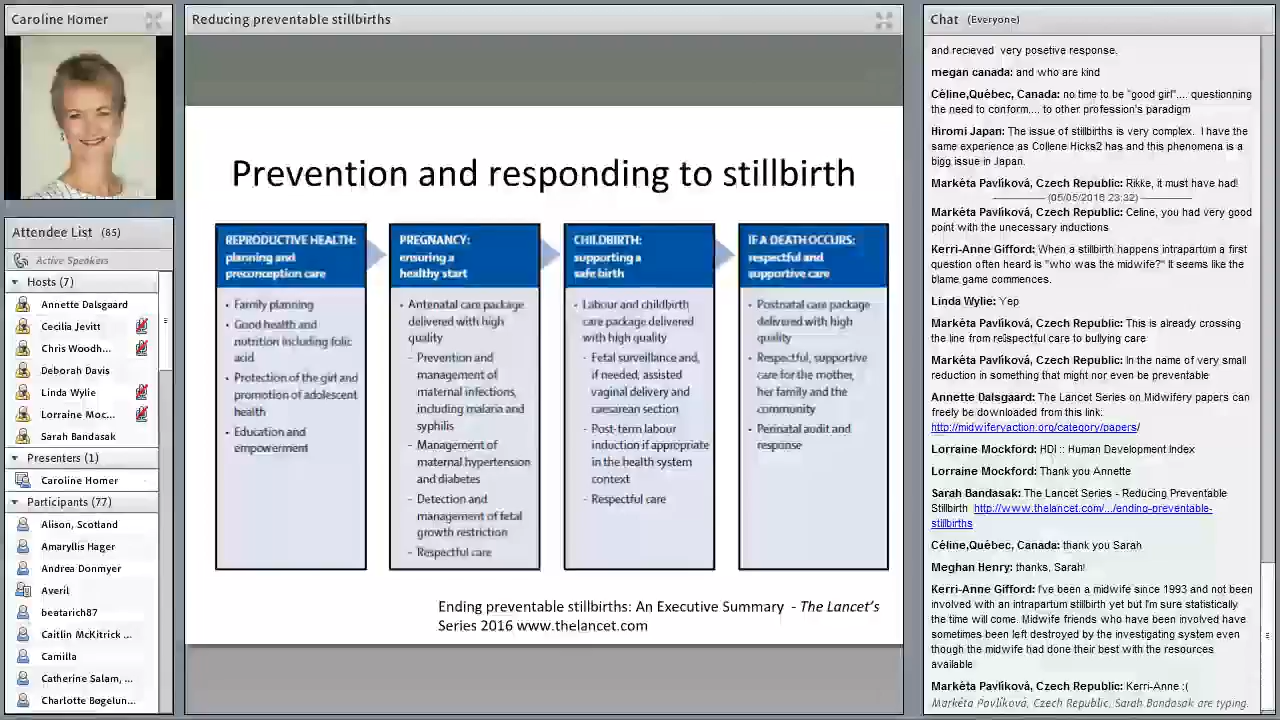 Caroline Homer
Attendee List (85)
Active Speakers
Hosts (7)
Annette Dalsgaard
Cecilia Jevitt
Chris Woodh...
Deborah Davis
Linda Wylie
Lorraine Moc...
Sarah Bandasak
Presenters (1)
Caroline Homer
Participants (77)
Alison, Scotland
Amaryllis Hager
Andrea Donmyer
Averil
beatarich87
Caitlin McKitrick ...
Camilla
Catherine Salam, ...
Charlotte Bøgelun...
Reducing preventable stillbirths
Prevention and responding to stillbirth
REPRODUCTIVE HEALTH:
planning and
preconception care
• Family planning
• Good health and
nutrition including folic
acid
• Protection of the girl and
promotion of adolescent
health
• Education and
empowerment
PREGNANCY:
ensuring a
healthy start
• Antenatal care package
delivered with high
quality
- Prevention and
management of
maternal infections,
including malaria and
syphilis
- Management of
maternal hypertension
and diabetes
- Detection and
management of fetal
growth restriction
- Respectful care
CHILDBIRTH:
supporting a
safe birth
• Labour and childbirth
care package delivered
with high quality
- Fetal surveillance and,
if needed, assisted
vaginal delivery and
caesarean section
- Post-term labour
induction if appropriate
in the health system
context
- Respectful care
IF A DEATH OCCURS:
respectful and
supportive care
• Postnatal care package
delivered with high
quality
• Respectful, supportive
care for the mother,
her family and the
community
• Perinatal audit and
response
Ending preventable stillbirths: An Executive Summary - The Lancet's
Series 2016 www.thelancet.com
Chat (Everyone)
and recieved very posetive response.
megan canada: and who are kind
Céline,Québec, Canada: no time to be "good girl".... questionning
the need to conform.... to other profession's paradigm
Hiromi Japan: The issue of stillbirths is very complex. I have the
same experience as Collene Hicks2 has and this phenomena is a
bigg issue in Japan.
Markéta Pavlíková, Czech Republic: Rikke, it must have had!
(05/05/2016 23:32)
Markéta Pavlíková, Czech Republic: Celine, you had very good
point with the unecessary inductions
Kerri-Anne Gifford: When a stillbirth happens intrapartum a first
question often heard is "who was the midwife?" It seems like the
blame game commences.
Linda Wylie: Yep
Markéta Pavlíková, Czech Republic: This is already crossing
the line from re§spectful care to bullying care
Markéta Pavlíková, Czech Republic: In the name of very small
reduction in something that might nor even be preventable
Annette Dalsgaard: The Lancet Series on Midwifery papers can
freely be downloaded from this link:
http://midwiferyaction.org/category/papers/
Lorraine Mockford: HDI :: Human Development Index
Lorraine Mockford: Thank you Annette
Sarah Bandasak: The Lancet Series - Reducing Preventable
Stillbirth http://www.thelancet.com/.../ending-preventable-
stillbirths
Céline,Québec, Canada: thank you Sarah
Meghan Henry: thanks, Sarah!
Kerri-Anne Gifford: I've been a midwife since 1993 and not been
involved with an intrapartum stillbirth yet but I'm sure statistically
the time will come. Midwife friends who have been involved have
sometimes been left destroyed by the investigating system even
though the midwife had done their best with the resources
available
Markéta Pavlíková, Czech Republic: Kerri-Anne :(
Markéta Pavlíková, Czech Republic, Sarah Bandasak are typing.